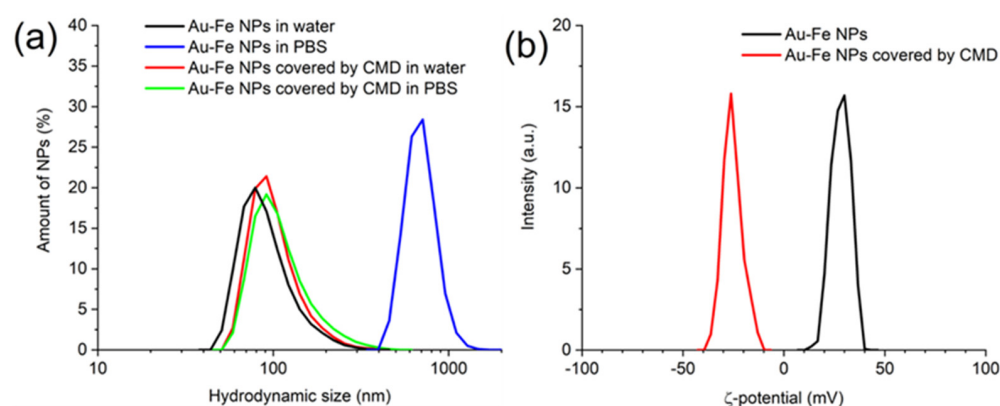 (a)
Au-Fe NPs in water
Au-Fe NPs in PBS
Au-Fe NPs covered by CMD in water
Au-Fe NPs covered by CMD in PBS
40
35
30
25
20
15
10
5
0
Amount of NPs (%)
10
100
1000
Hydrodynamic size (nm)
(b)
Au-Fe NPs
Au-Fe NPs covered by CMD
20
15
10
5
0
Intensity (a.u.)
-100
-50
0
50
100
ζ-potential (mV)